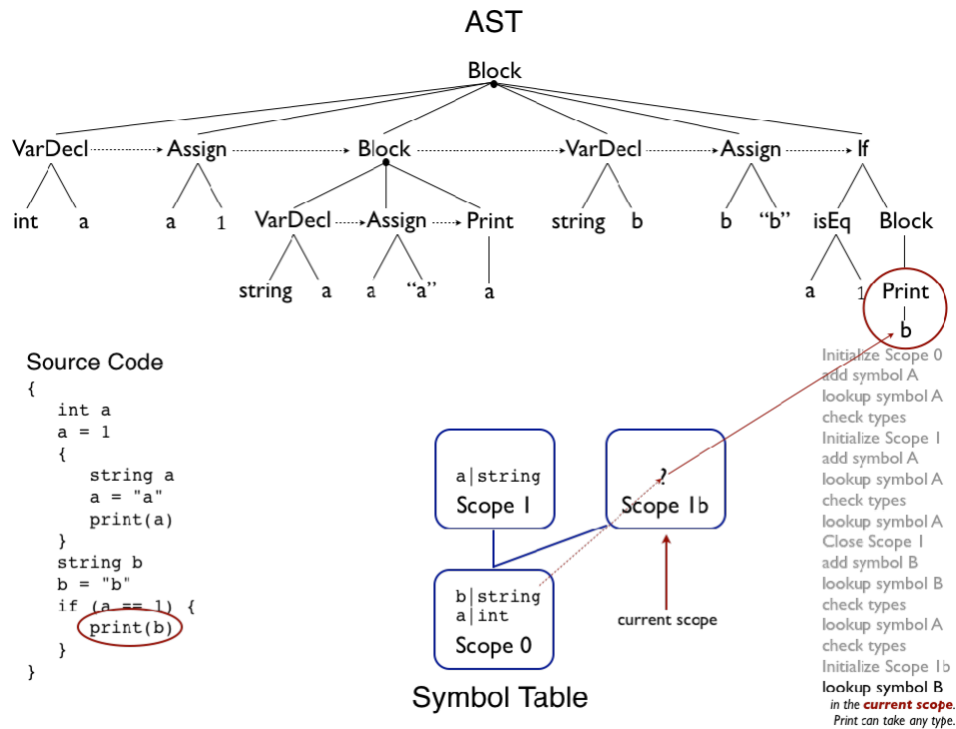 AST
Block
VarDecl Assign Block VarDecl Assign If
int a a 1 VarDecl Assign Print string b b “b” isEq Block
string a a “a” a a 1 Print
b
Source Code
{
int a
a = 1
{
string a
a = "a"
print(a)
}
string b
b = "b"
if (a == 1) {
print(b)
}
}
a|string
Scope 1
?
Scope 1b
b|string
a|int
Scope 0
current scope
Symbol Table
Initialize Scope 0
add symbol A
lookup symbol A
check types
Initialize Scope 1
add symbol A
lookup symbol A
check types
lookup symbol A
Close Scope 1
add symbol B
lookup symbol B
check types
lookup symbol A
check types
Initialize Scope 1b
lookup symbol B
in the current scope.
Print can take any type.